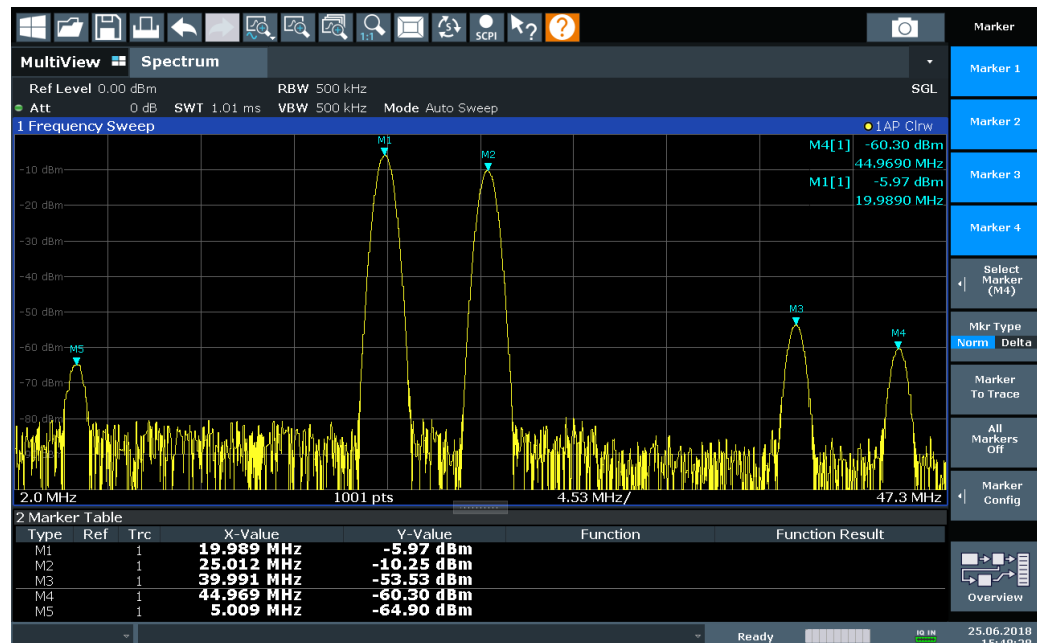 1:1
SCPI
?
?
Marker
MultiView
Spectrum
Ref Level 0.00 dBm RBW 500 kHz SGL
Att 0 dB SWT 1.01 ms VBW 500 kHz Mode Auto Sweep
1 Frequency Sweep 1AP Clrw
M4[1] -60.30 dBm
44.9690 MHz
M1[1] -5.97 dBm
19.9890 MHz
M1
M2
M3
M4
M5
-10 dBm
-20 dBm
-30 dBm
-40 dBm
-50 dBm
-60 dBm
-70 dBm
-80 dBm
2.0 MHz 1001 pts 4.53 MHz/ 47.3 MHz
2 Marker Table
Type Ref Trc X-Value Y-Value Function Function Result
M1 1 19.989 MHz -5.97 dBm
M2 1 25.012 MHz -10.25 dBm
M3 1 39.991 MHz -53.53 dBm
M4 1 44.969 MHz -60.30 dBm
M5 1 5.009 MHz -64.90 dBm
Marker 1
Marker 2
Marker 3
Marker 4
Select
Marker
(M4)
Mkr Type
Norm Delta
Marker
To Trace
All
Markers
Off
Marker
Config
Overview
Ready
IQ IN
25.06.2018